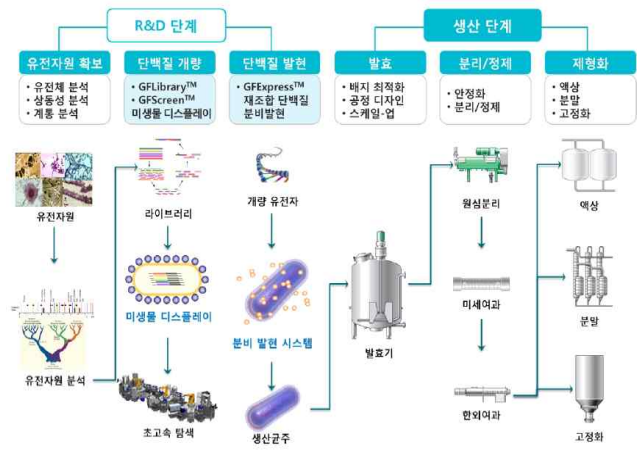 R&D 단계
생산 단계
유전자원 확보
• 유전체 분석
• 상동성 분석
• 계통 분석
단백질 개량
• GFLibrary™
• GFScreen™
미생물 디스플레이
단백질 발현
• GFExpress™
재조합 단백질
분비발현
발효
• 배지 최적화
• 공정 디자인
• 스케일-업
분리/정제
• 안정화
• 분리/정제
제형화
• 액상
• 분말
• 고정화
유전자원
유전자원 분석
라이브러리
미생물 디스플레이
초고속 탐색
개량 유전자
분비 발현 시스템
생산균주
발효기
원심분리
미세여과
한외여과
액상
분말
고정화